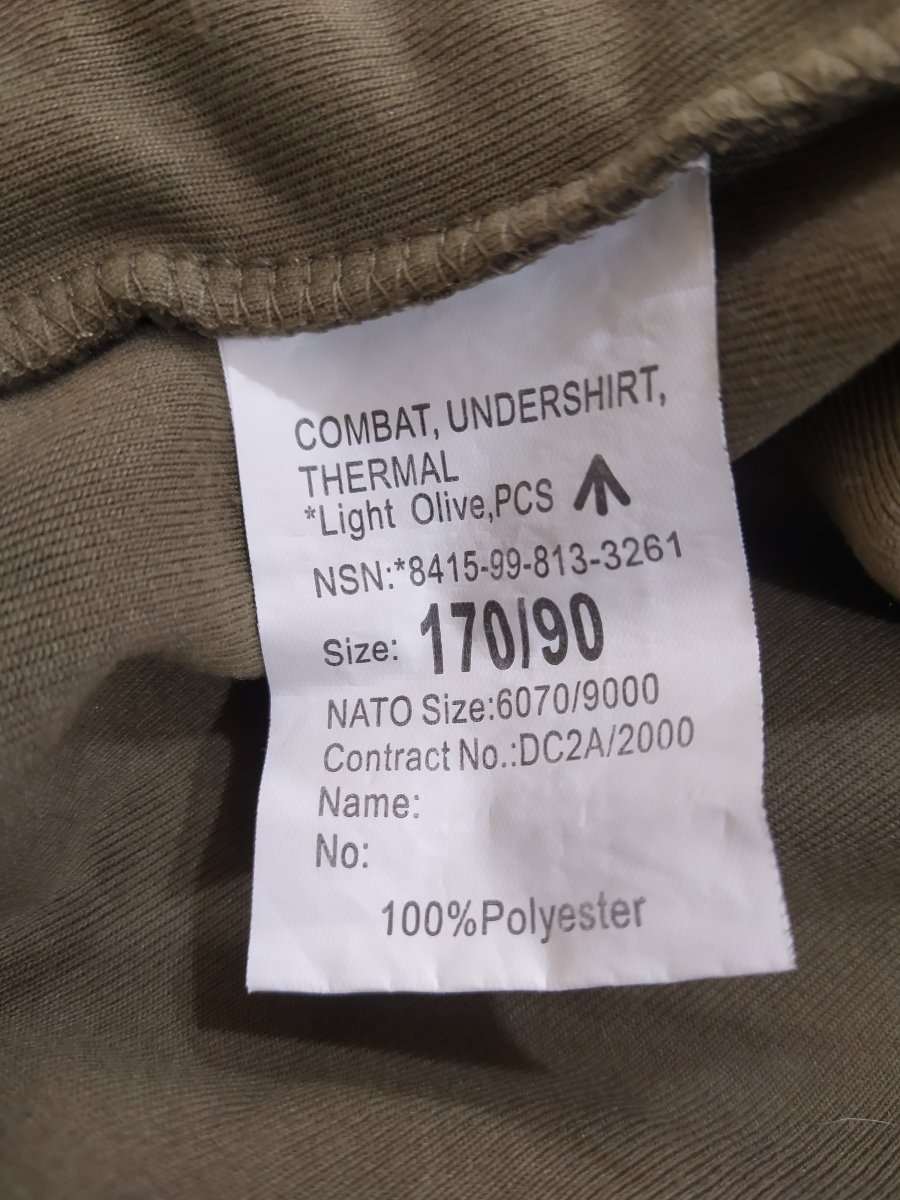 COMBAT, UNDERSHIRT,
THERMAL
*Light Olive,PCS
NSN:*8415-99-813-3261
Size: 170/90
NATO Size:6070/9000
Contract No.:DC2A/2000
Name:
No:
100%Polyester